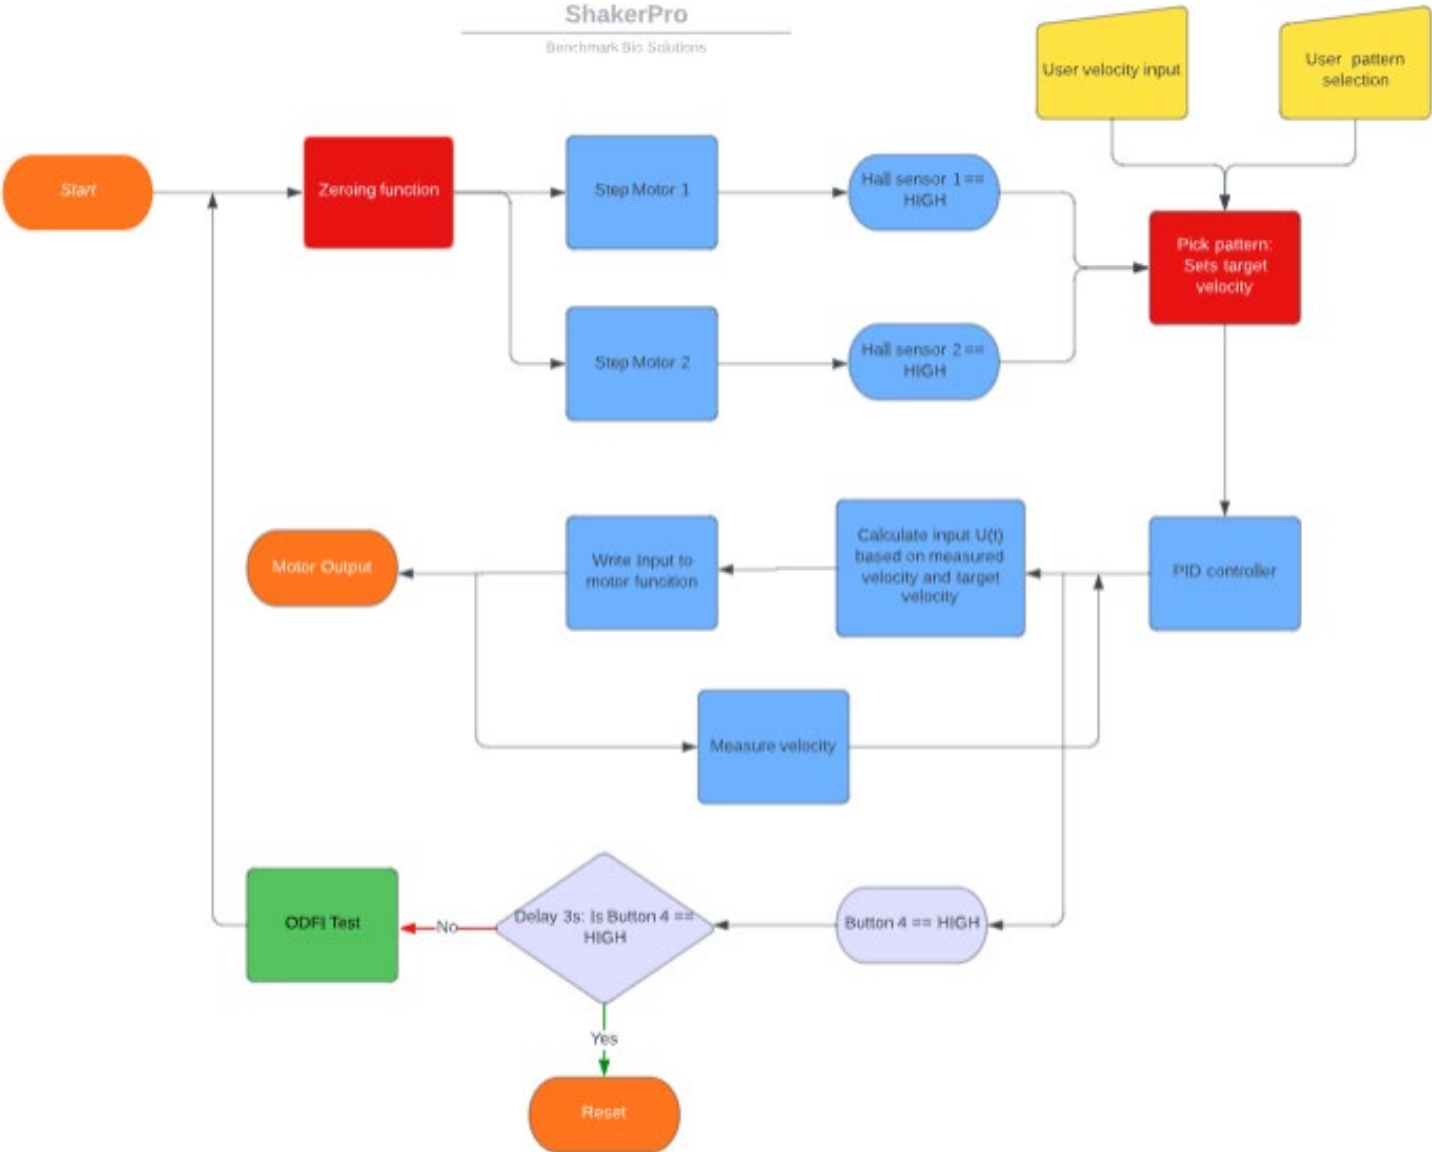 ShakerPro
Benchmark Bio Solutions
User velocity input
User pattern
selection
Start
Zeroing function
Step Motor 1
Hall sensor 1 ==
HIGH
Pick pattern:
Sets target
velocity
Step Motor 2
Hall sensor 2 ==
HIGH
Motor Output
Write Input to
motor function
Calculate input U(t)
based on measured
velocity and target
velocity
PID controller
Measure velocity
ODFI Test
No
Delay 3s: Is Button 4 ==
HIGH
Button 4 == HIGH
Yes
Reset